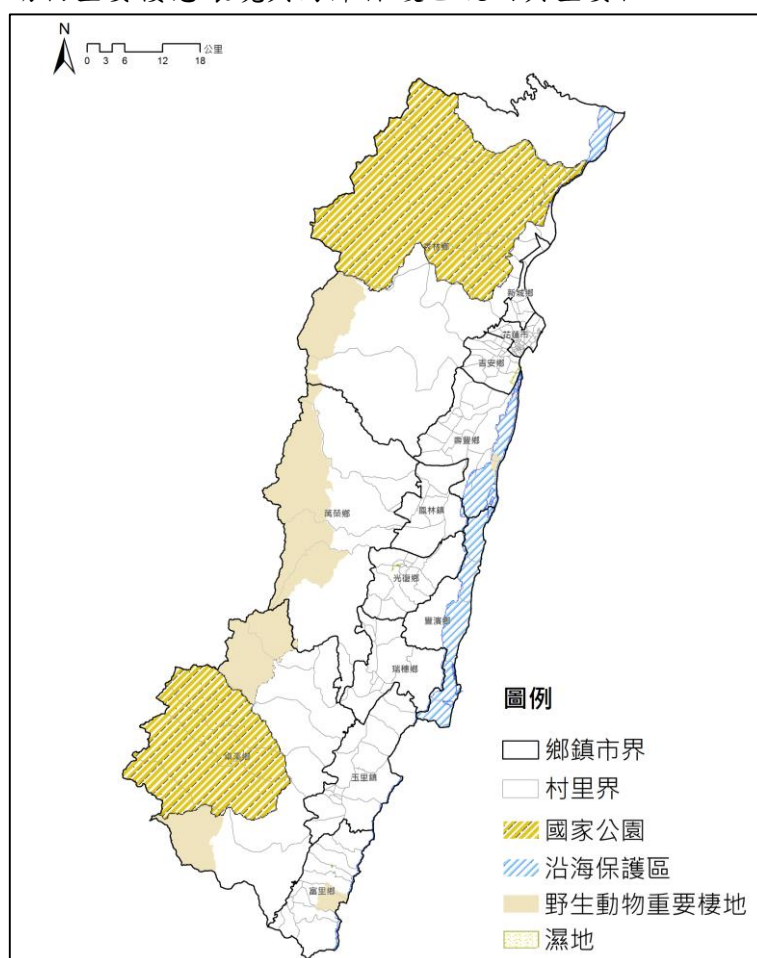 N
公里
0 3 6 12 18
秀林鄉
新城鄉
花蓮市
吉安鄉
壽豐鄉
鳳林鎮
萬榮鄉
光復鄉
豐濱鄉
瑞穗鄉
卓溪鄉
玉里鎮
富里鄉
圖例
鄉鎮市界
村里界
國家公園
沿海保護區
野生動物重要棲地
濕地